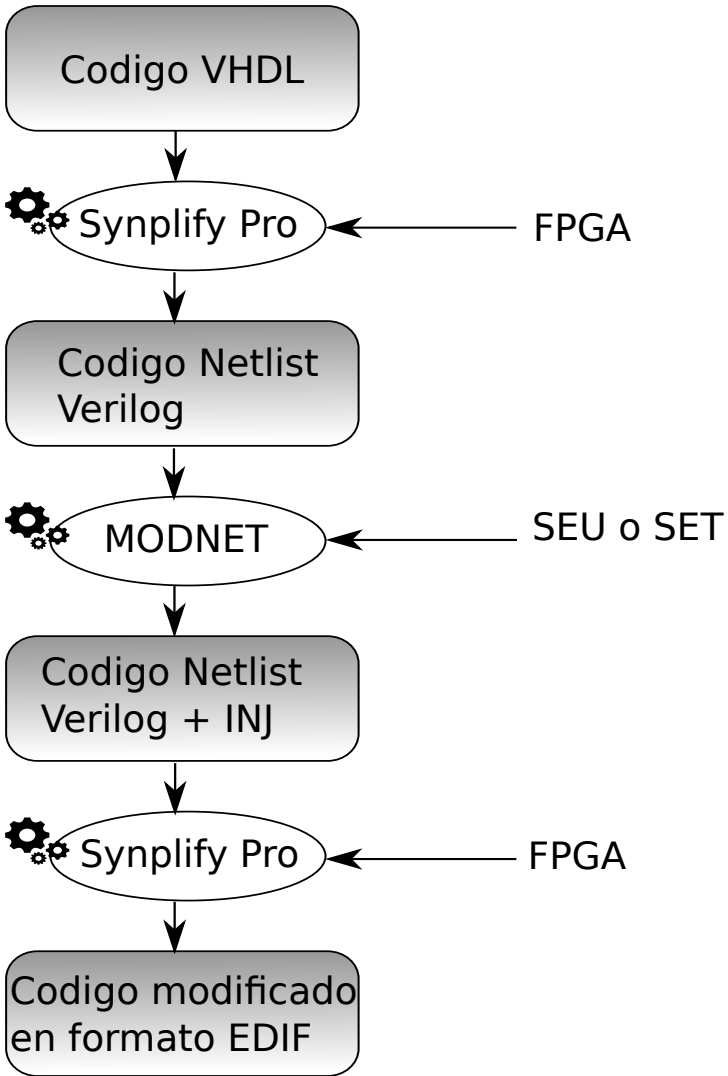 Codigo VHDL
Synplify Pro
FPGA
Codigo Netlist
Verilog
MODNET
SEU o SET
Codigo Netlist
Verilog + INJ
Synplify Pro
FPGA
Codigo modificado
en formato EDIF